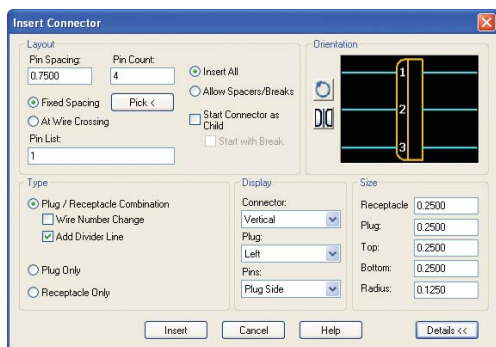 Insert Connector
Layout
Pin Spacing: Pin Count:
0.7500 4
Fixed Spacing Pick <
At Wire Crossing
Pin List:
1
Insert All
Allow Spacers/Breaks
Start Connector as
Child
Start with Break
Orientation
1
2
3
Type
Plug / Receptacle Combination
Wire Number Change
Add Divider Line
Plug Only
Receptacle Only
Display
Connector:
Vertical
Plug:
Left
Pins:
Plug Side
Size
Receptacle 0.2500
Plug: 0.2500
Top: 0.2500
Bottom: 0.2500
Radius: 0.1250
Insert Cancel Help Details <<